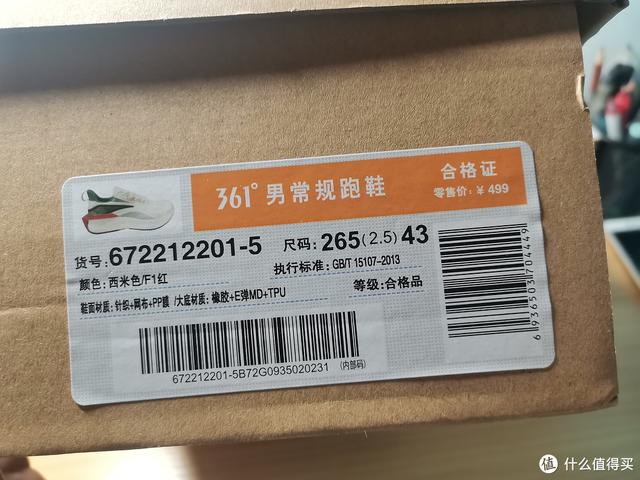 361° 男常规跑鞋
合格证
零售价：¥ 499
货号：672212201-5 尺码：265(2.5)43
颜色：西米色/F1红 执行标准：GB/T 15107-2013
鞋面材质：针织+网布+PP膜 /大底材质：橡胶+E弹MD+TPU 等级：合格品
672212201-5B72G0935020231 (内部码)
6936503704449
值 什么值得买